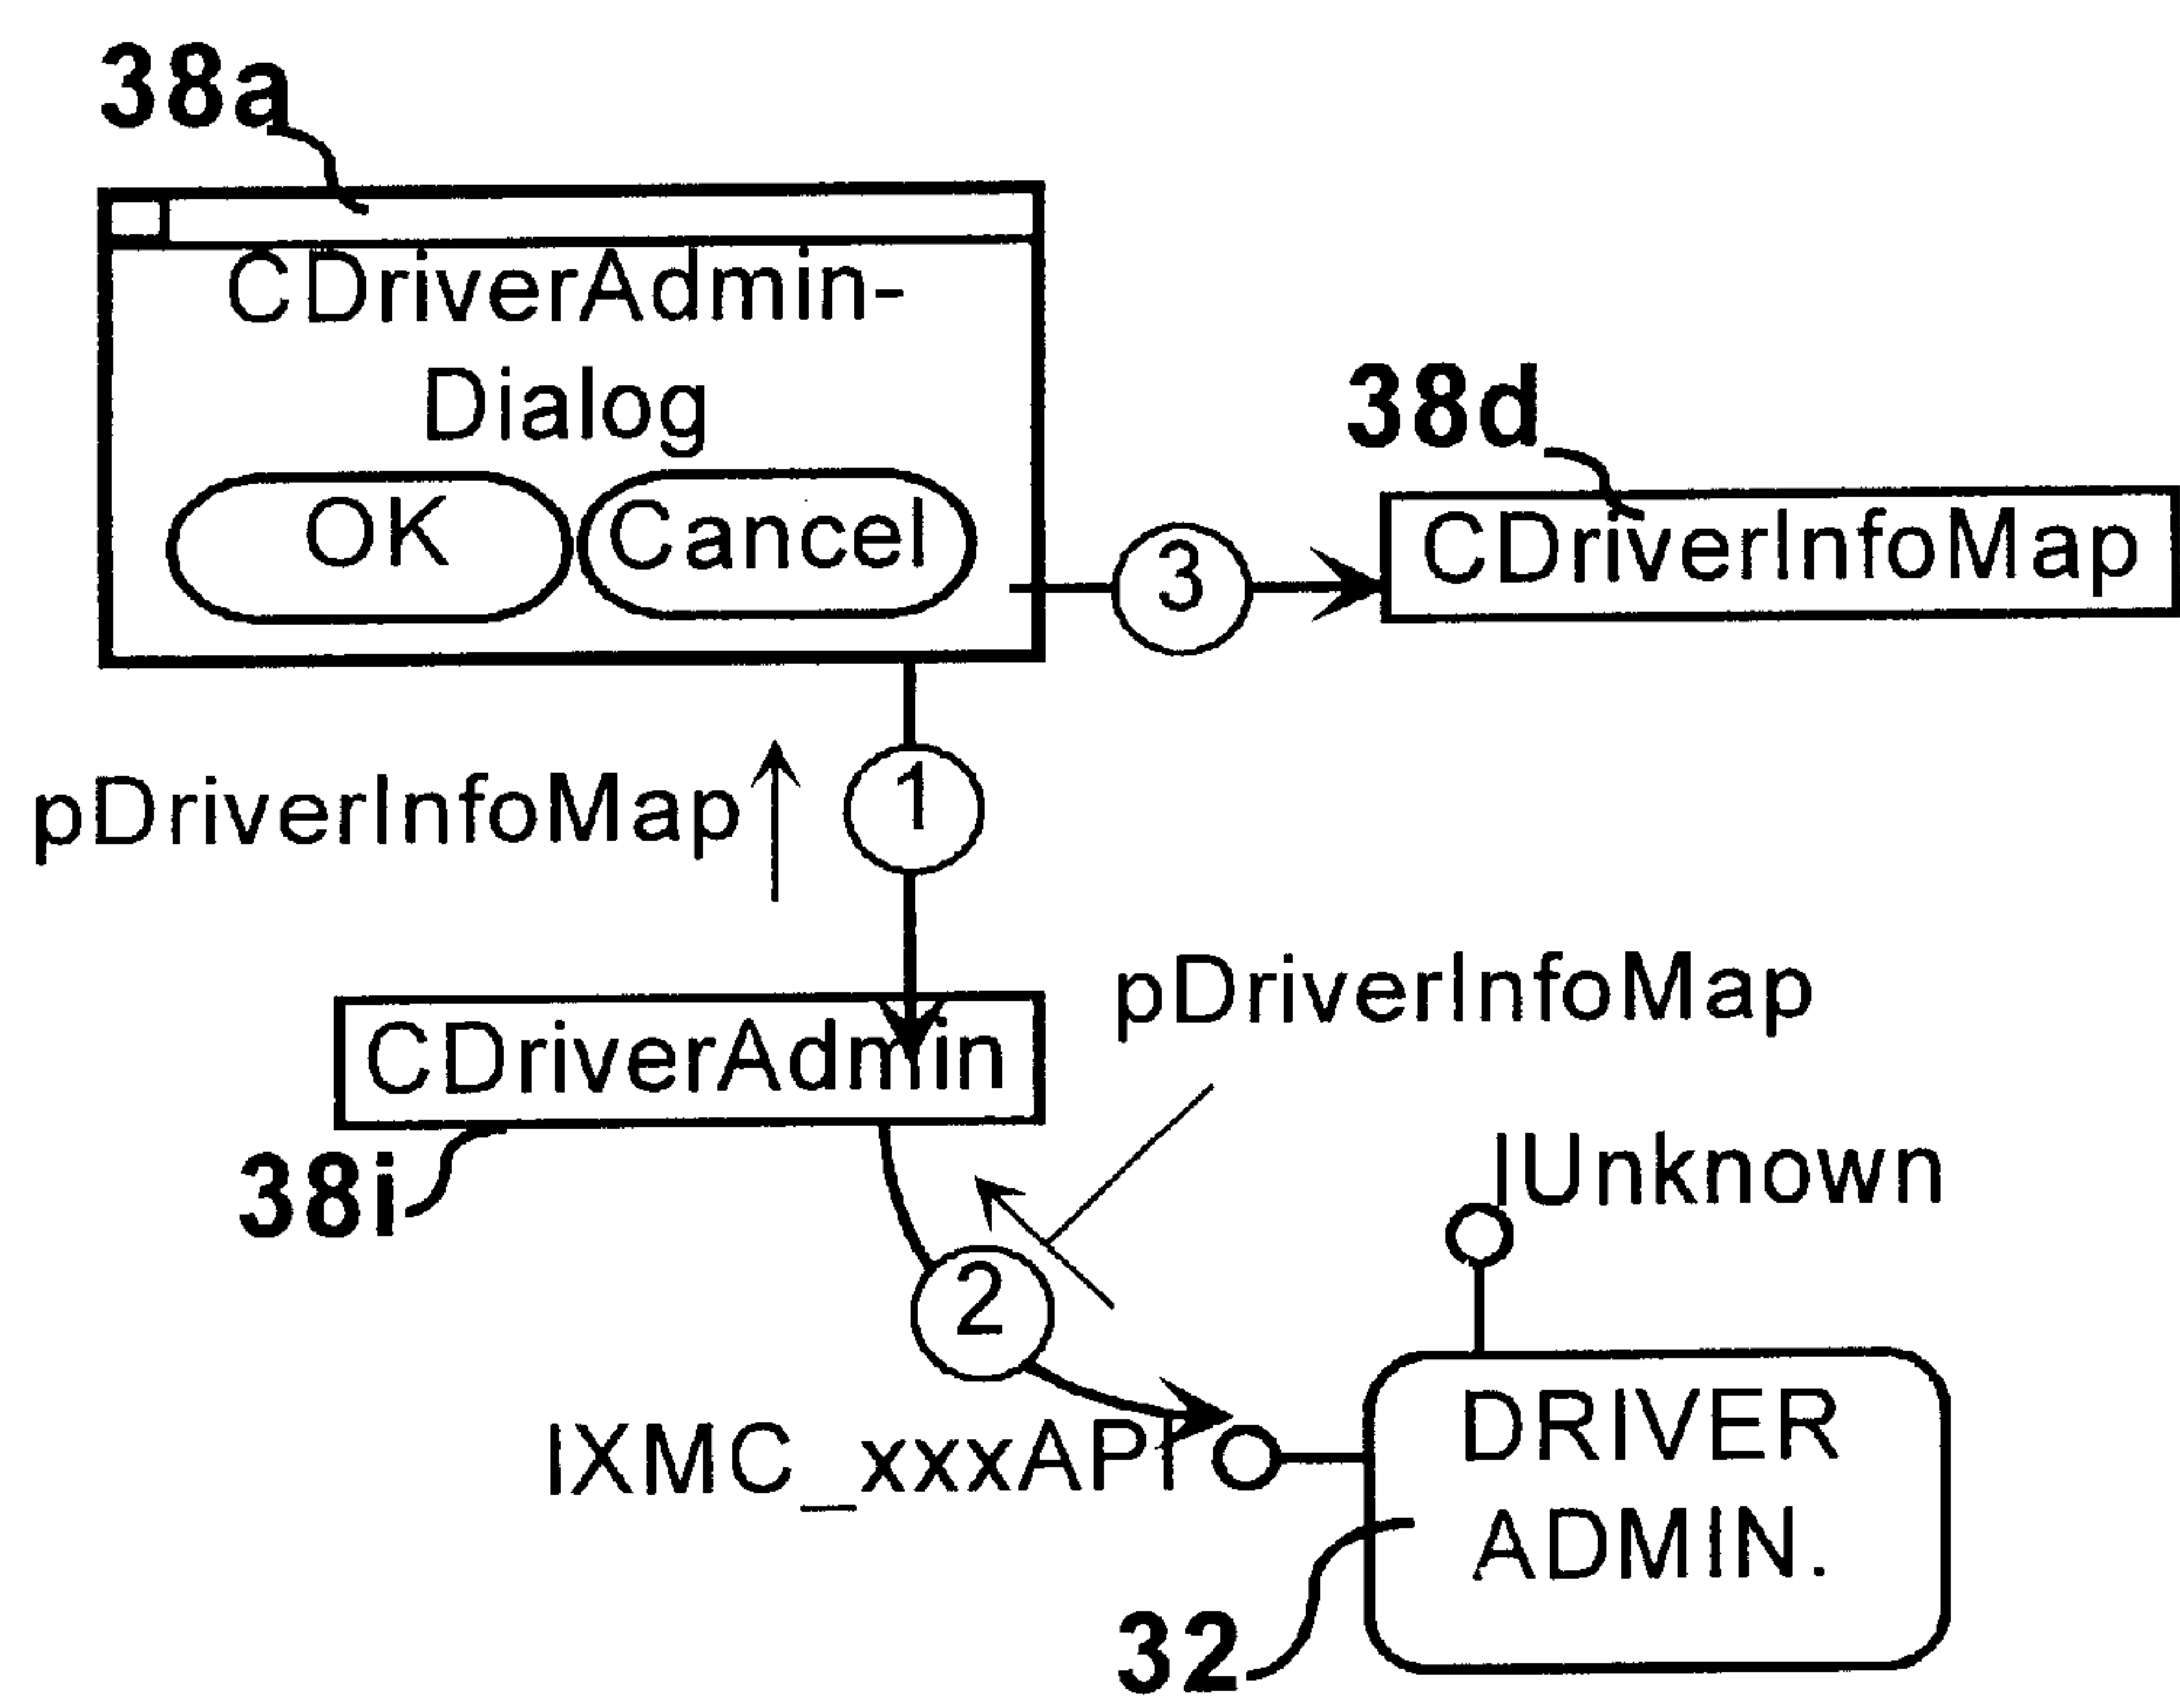 38a
CDriverAdmin-
Dialog
OK
Cancel
38d
CDriverInfoMap
3
1
pDriverInfoMap
pDriverInfoMap
CDriverAdmin
38i
IUnknown
2
IXMC_xxxAPI
DRIVER
ADMIN.
32